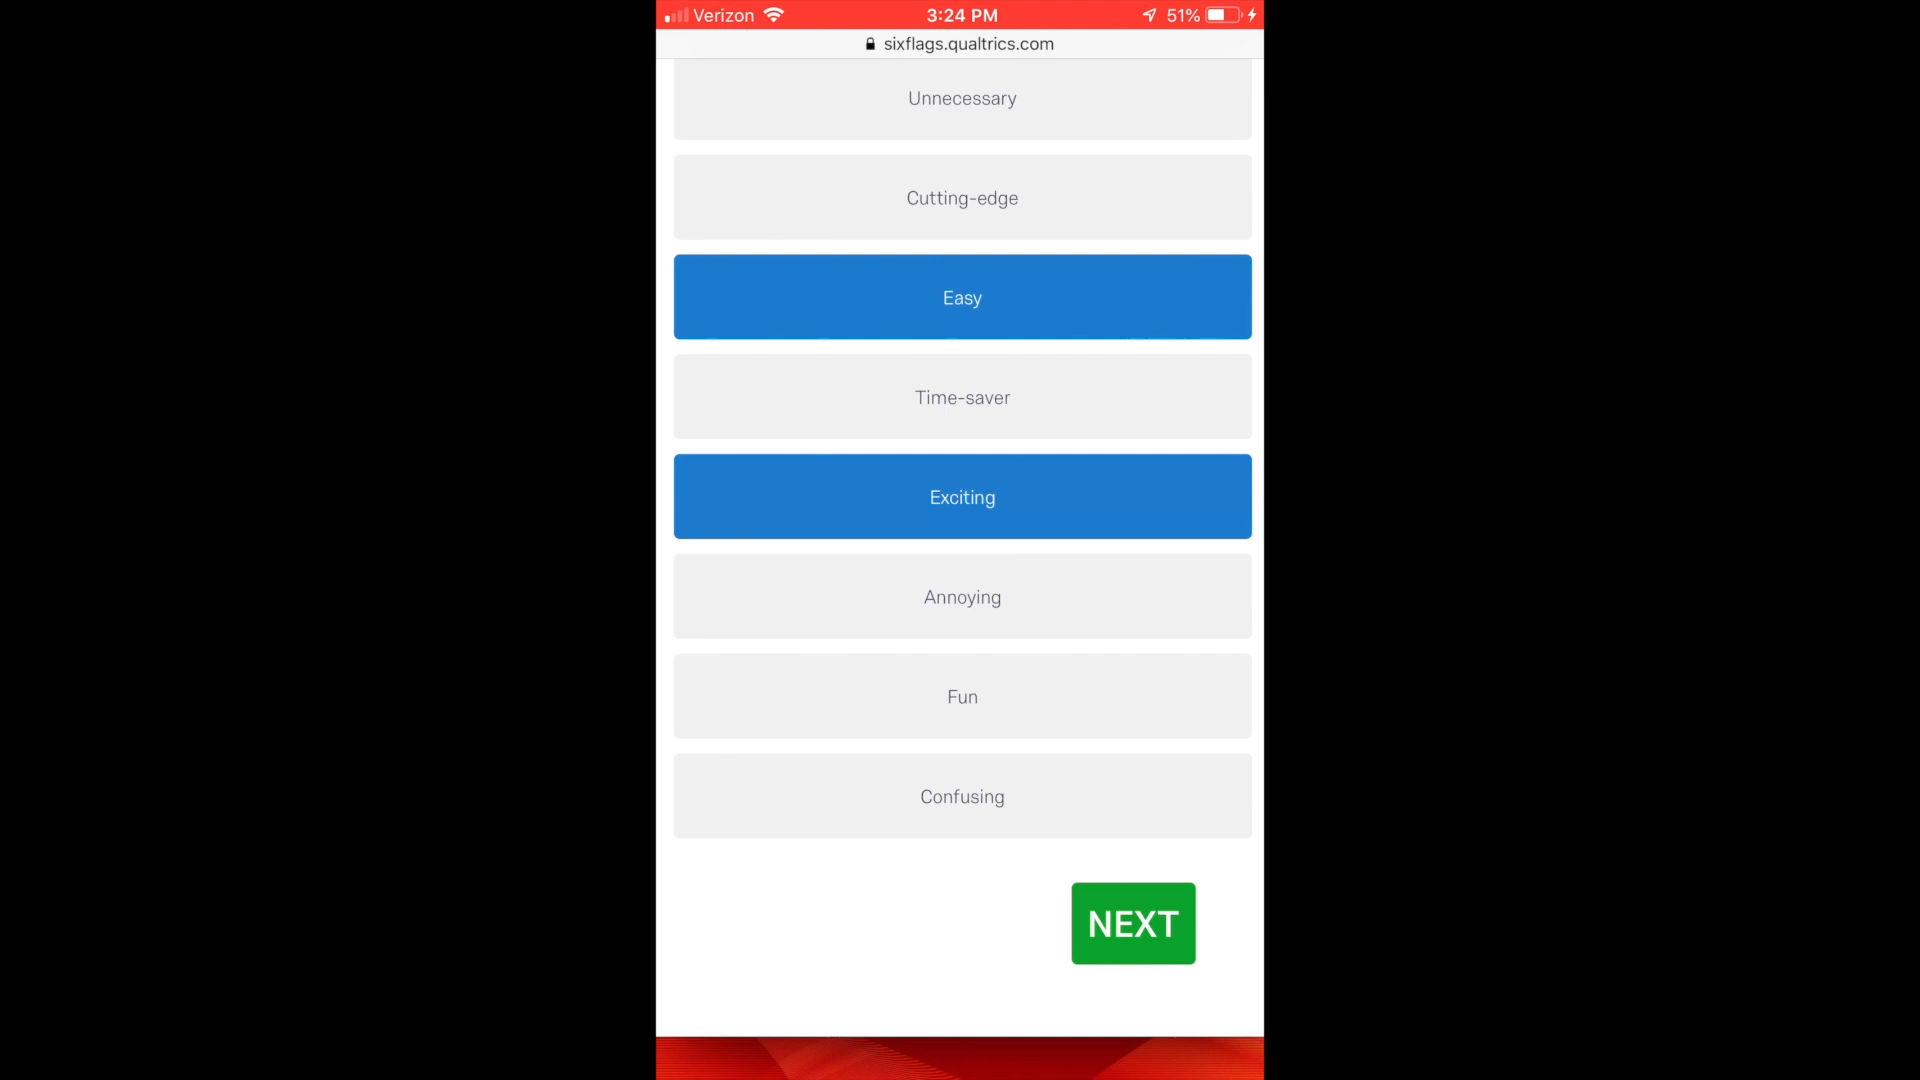 Verizon 3:24 PM 51%
sixflags.qualtrics.com
Unnecessary
Cutting-edge
Easy
Time-saver
Exciting
Annoying
Fun
Confusing
NEXT